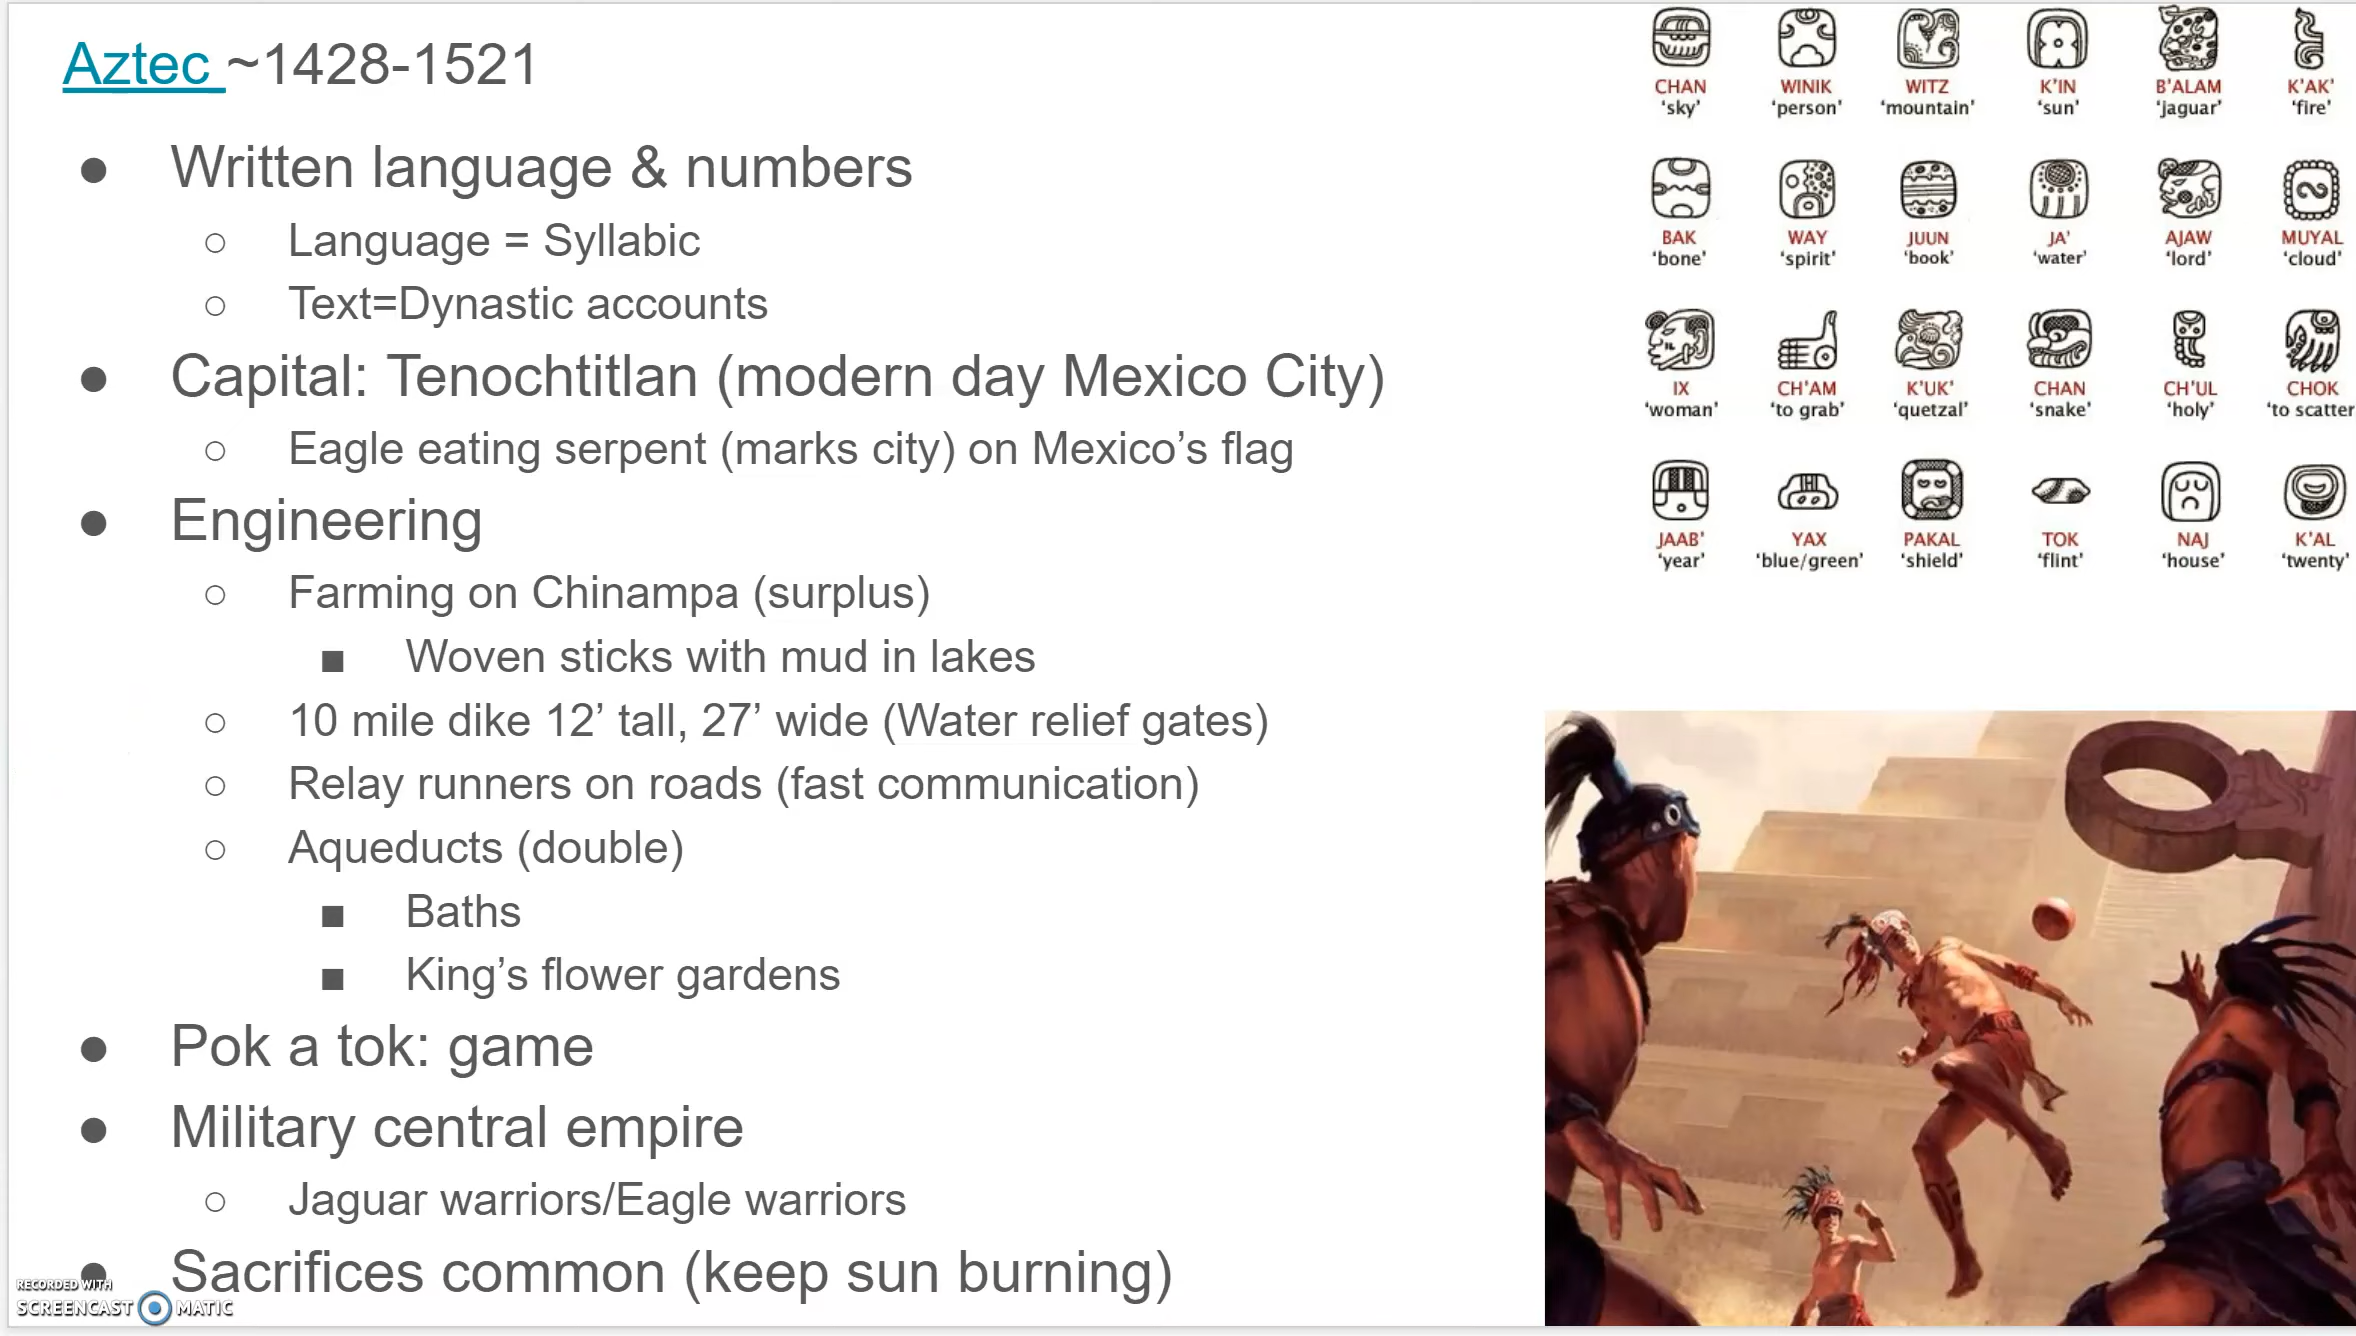 Aztec ~1428-1521
● Written language & numbers
○ Language = Syllabic
○ Text=Dynastic accounts
● Capital: Tenochtitlan (modern day Mexico City)
○ Eagle eating serpent (marks city) on Mexico’s flag
● Engineering
○ Farming on Chinampa (surplus)
■ Woven sticks with mud in lakes
○ 10 mile dike 12’ tall, 27’ wide (Water relief gates)
○ Relay runners on roads (fast communication)
○ Aqueducts (double)
■ Baths
■ King’s flower gardens
● Pok a tok: game
● Military central empire
○ Jaguar warriors/Eagle warriors
● Sacrifices common (keep sun burning)
CHAN WINIK WITZ K’IN B’ALAM K’AK’
‘sky’ ‘person’ ‘mountain’ ‘sun’ ‘jaguar’ ‘fire’
BAK WAY JUUN JA’ AJAW MUYAL
‘bone’ ‘spirit’ ‘book’ ‘water’ ‘lord’ ‘cloud’
IX CH’AM K’UK’ CHAN CH’UL CHOK
‘woman’ ‘to grab’ ‘quetzal’ ‘snake’ ‘holy’ ‘to scatter
JAAB’ YAX PAKAL TOK NAJ K’AL
‘year’ ‘blue/green’ ‘shield’ ‘flint’ ‘house’ ‘twenty’
RECORDED WITH
SCREENCAST MATIC